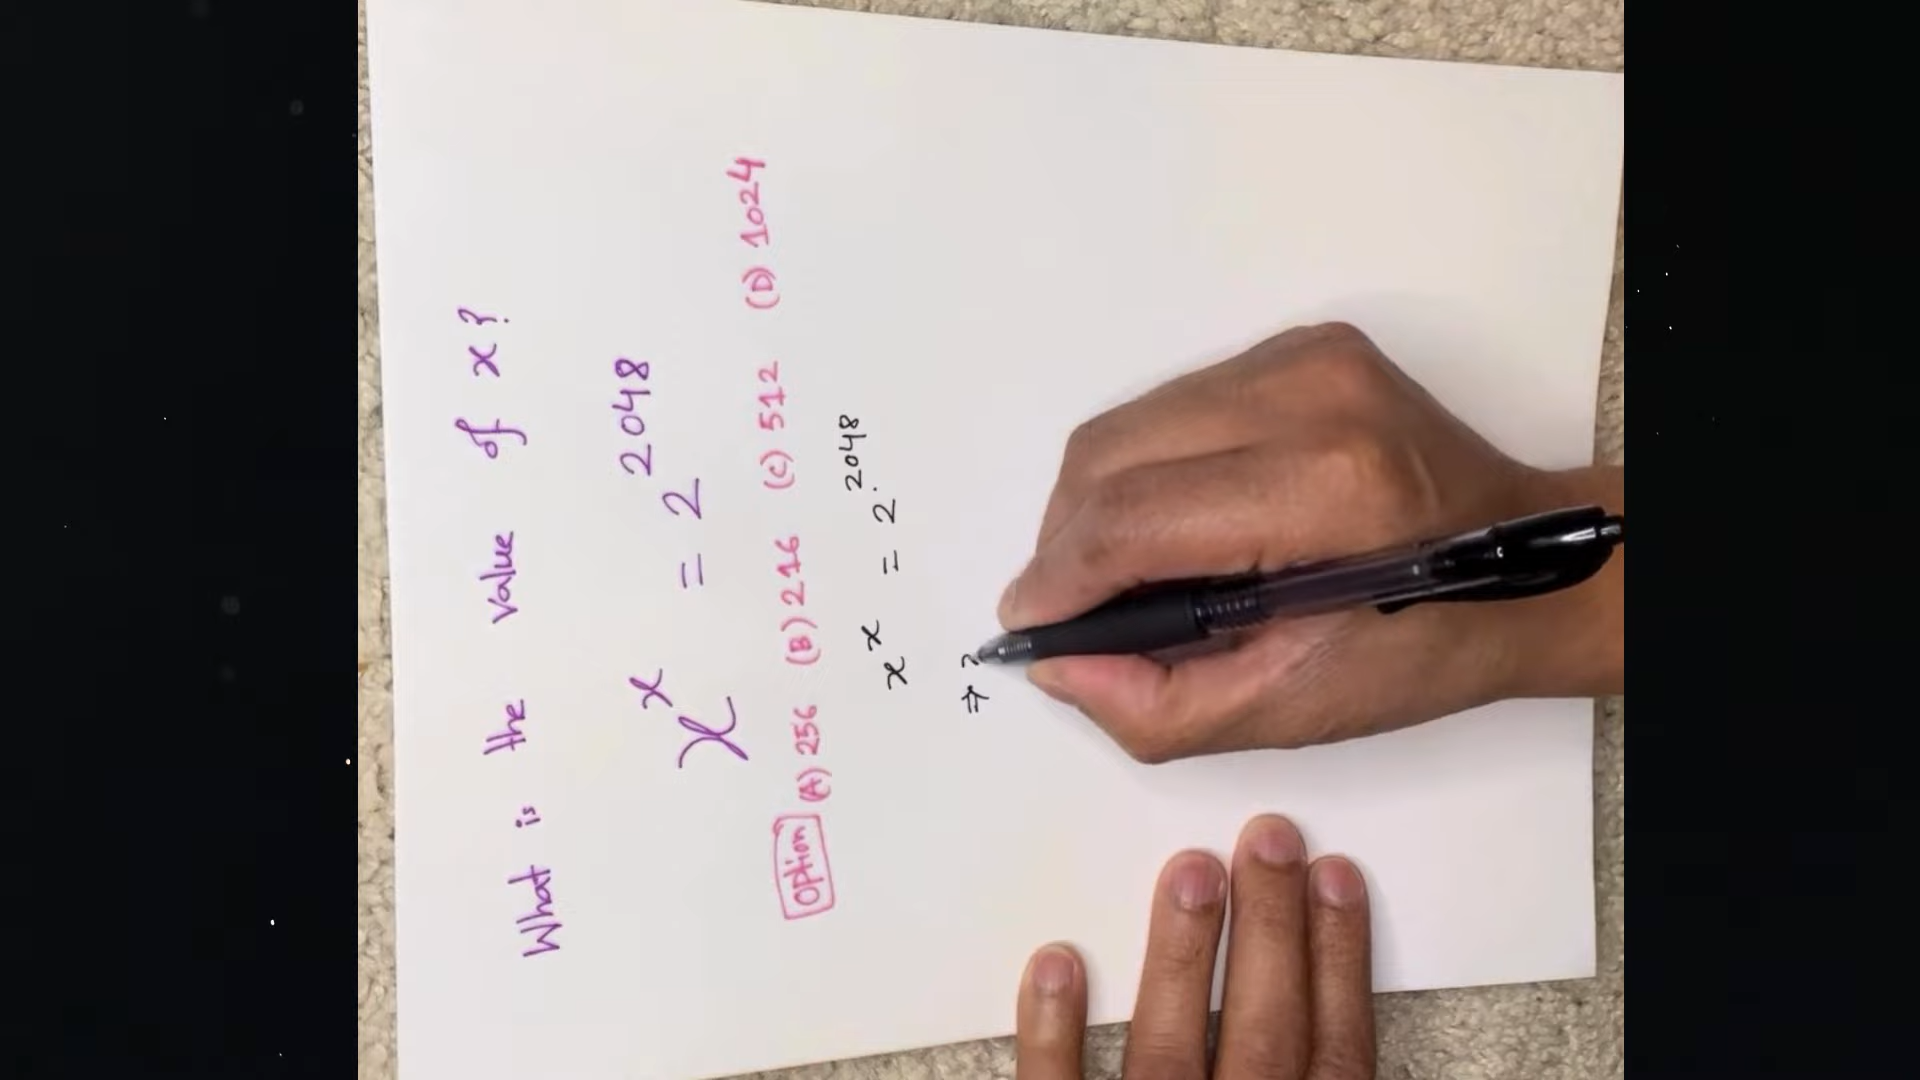 What is the value of x?
x^x = 2^2048
Option (A) 256 (B) 216 (C) 512 (D) 1024
x^x = 2^2048
⇒